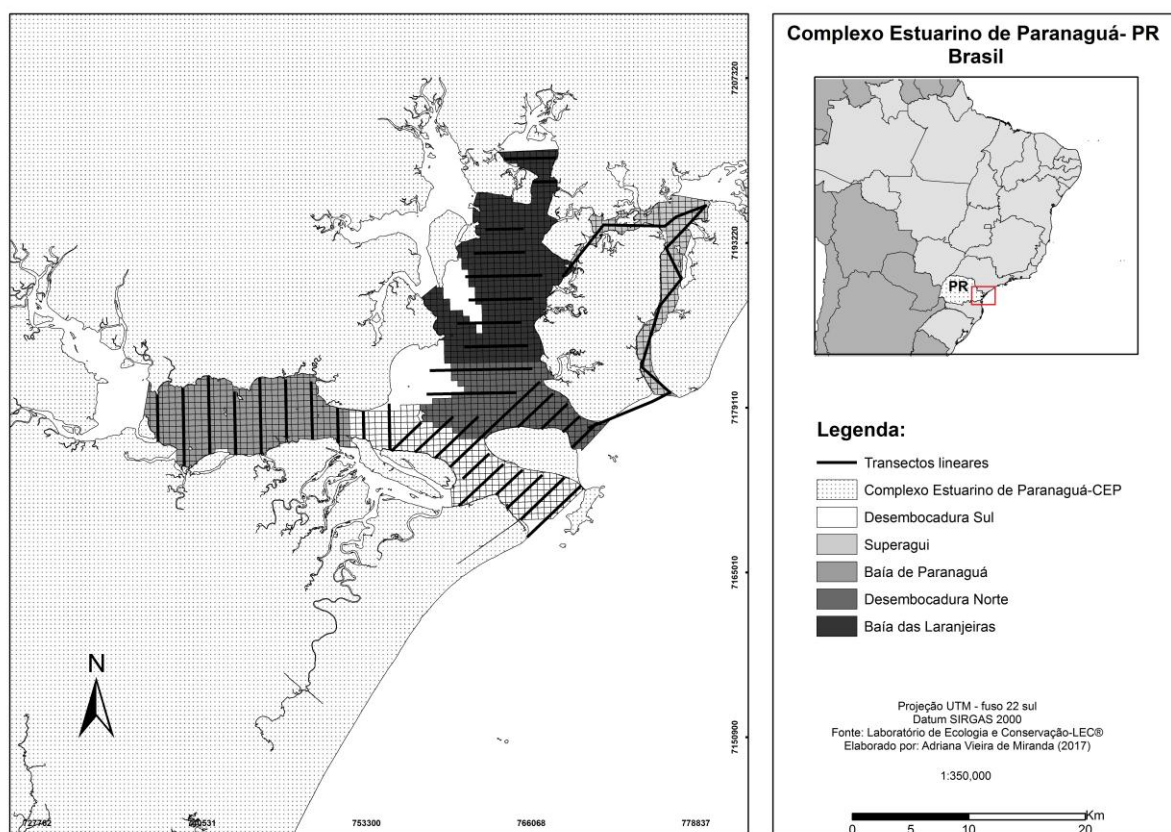 Complexo Estuarino de Paranaguá- PR
Brasil
PR
Legenda:
Transectos lineares
Complexo Estuarino de Paranaguá-CEP
Desembocadura Sul
Superagui
Baía de Paranaguá
Desembocadura Norte
Baía das Laranjeiras
Projeção UTM - fuso 22 sul
Datum SIRGAS 2000
Fonte: Laboratório de Ecologia e Conservação-LEC®
Elaborado por: Adriana Vieira de Miranda (2017)
1:350,000
Km
0 5 10 20
N
7207320
7193220
7179110
7165010
7150900
727762
753300
766068
778837